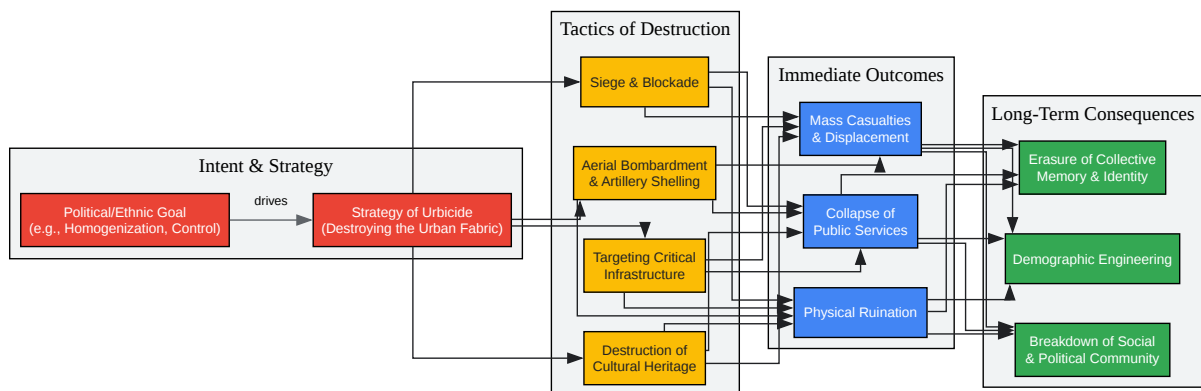 Intent & Strategy
Political/Ethnic Goal
(e.g., Homogenization, Control)
drives
Strategy of Urbicide
(Destroying the Urban Fabric)
Tactics of Destruction
Siege & Blockade
Aerial Bombardment
& Artillery Shelling
Targeting Critical
Infrastructure
Destruction of
Cultural Heritage
Immediate Outcomes
Mass Casualties
& Displacement
Collapse of
Public Services
Physical Ruination
Long-Term Consequences
Erasure of Collective
Memory & Identity
Demographic Engineering
Breakdown of Social
& Political Community